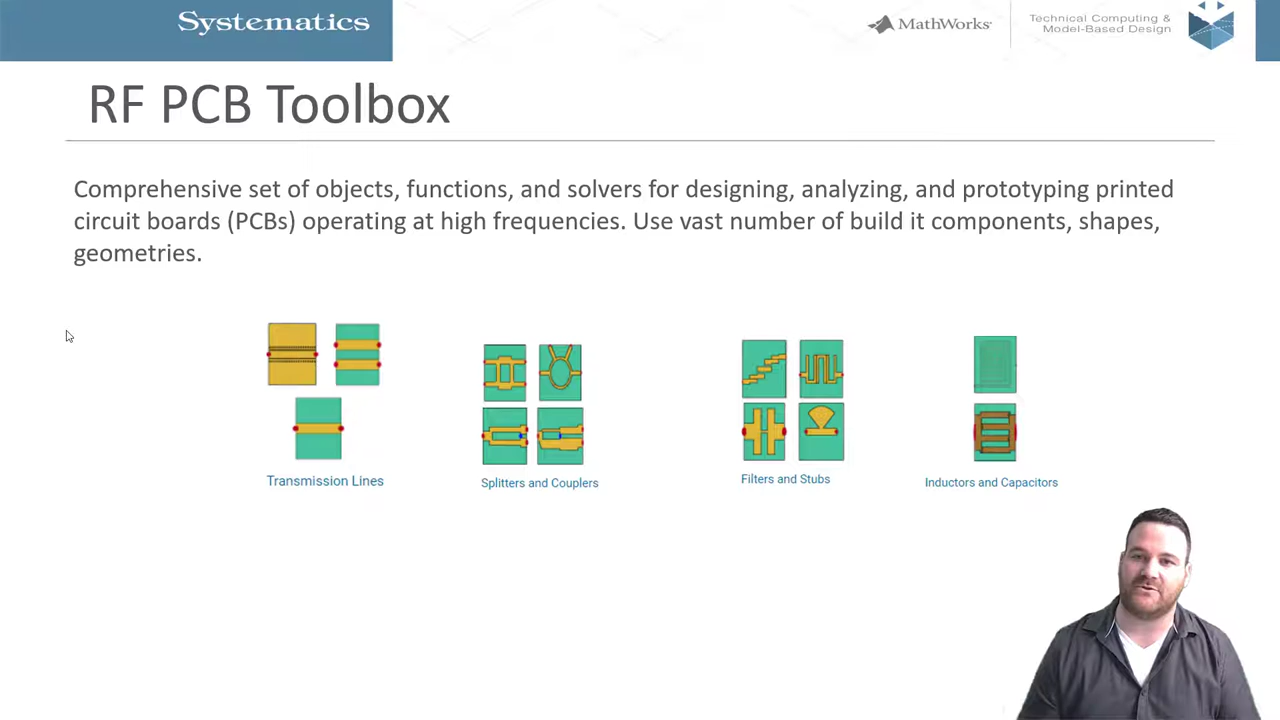 Systematics
MathWorks
Technical Computing &
Model-Based Design
RF PCB Toolbox
Comprehensive set of objects, functions, and solvers for designing, analyzing, and prototyping printed
circuit boards (PCBs) operating at high frequencies. Use vast number of build it components, shapes,
geometries.
Transmission Lines
Splitters and Couplers
Filters and Stubs
Inductors and Capacitors